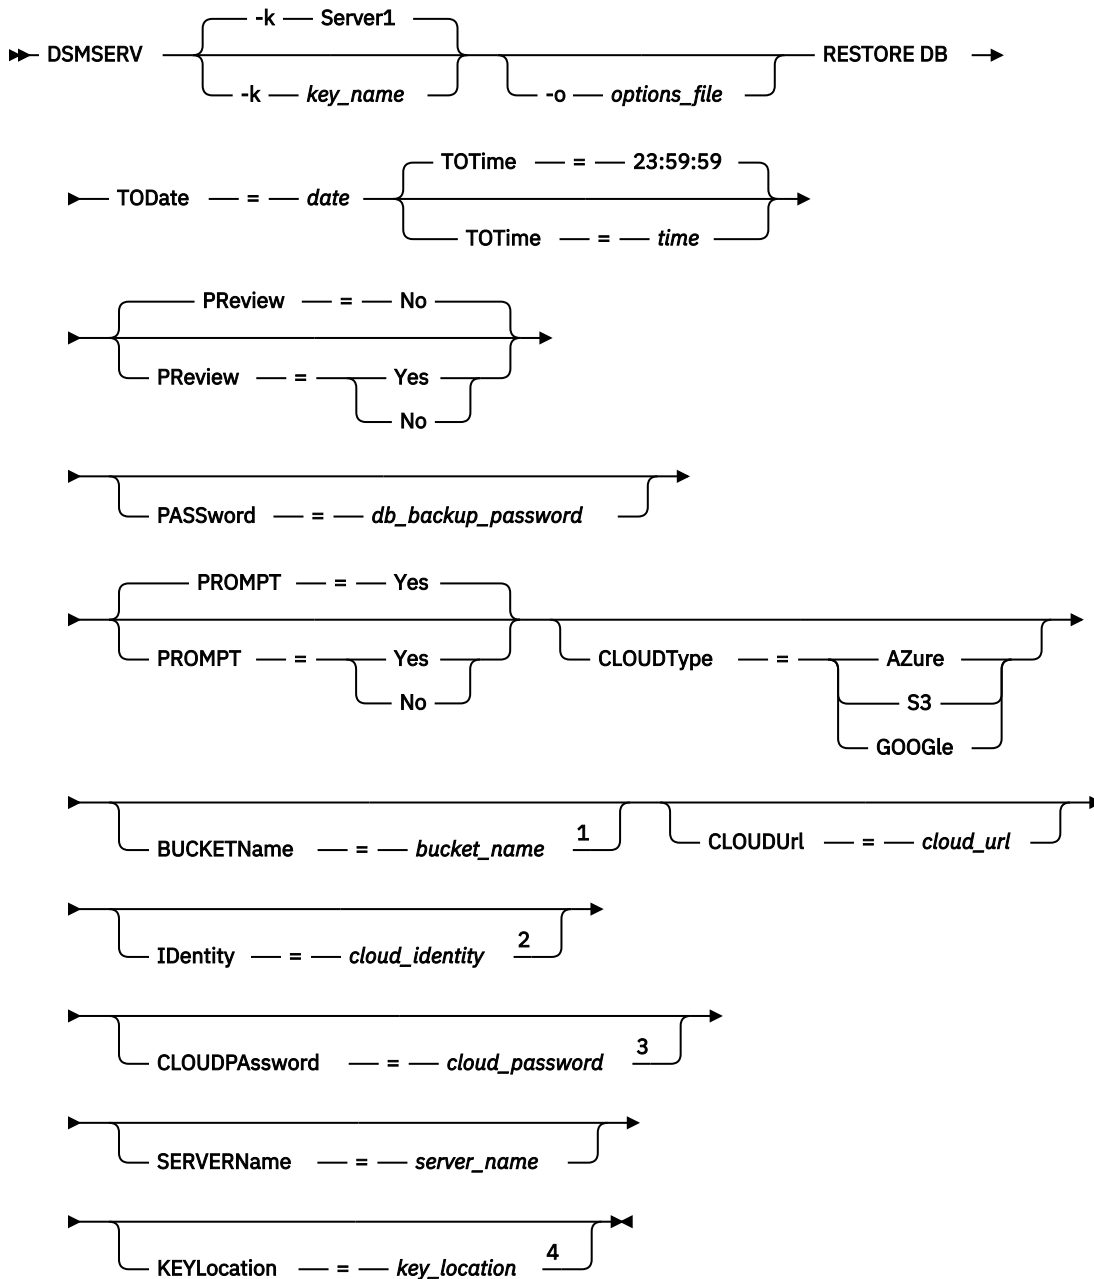 -k Server1
DSMSERV RESTORE DB
-k key_name -o options_file
TOTime = 23:59:59
TODate = date
TOTime = time
PReview = No
PReview = Yes
No
PASSword = db_backup_password
PROMPT = Yes
PROMPT = Yes CLOUDType = AZure
No S3
GOOGle
BUCKETName = bucket_name 1 CLOUDUrl = cloud_url
IDentity = cloud_identity 2
CLOUDPAssword = cloud_password 3
SERVERName = server_name
KEYLocation = key_location 4